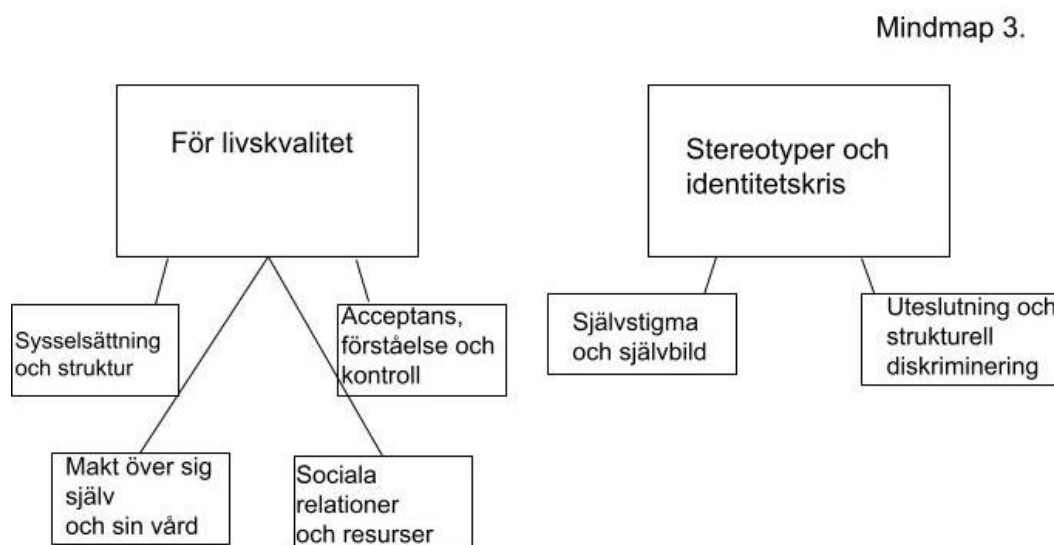 Mindmap 3.
För livskvalitet
Stereotyper och
identitetskris
Sysselsättning
och struktur
Acceptans,
förståelse och
kontroll
Självstigma
och självbild
Uteslutning och
strukturell
diskriminering
Makt över sig
själv
och sin vård
Sociala
relationer
och resurser